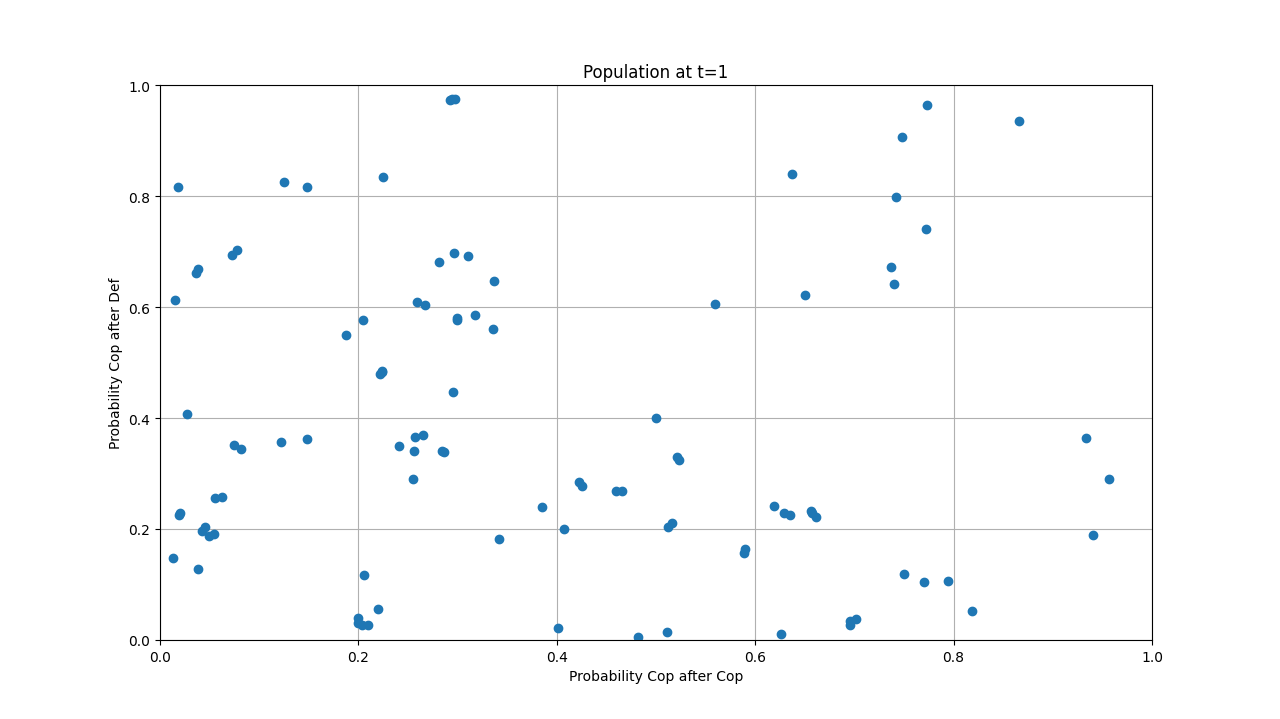 Population at t=1
1.0
0.8
0.6
0.4
0.2
0.0
Probability Cop after Def
0.0 0.2 0.4 0.6 0.8 1.0
Probability Cop after Cop